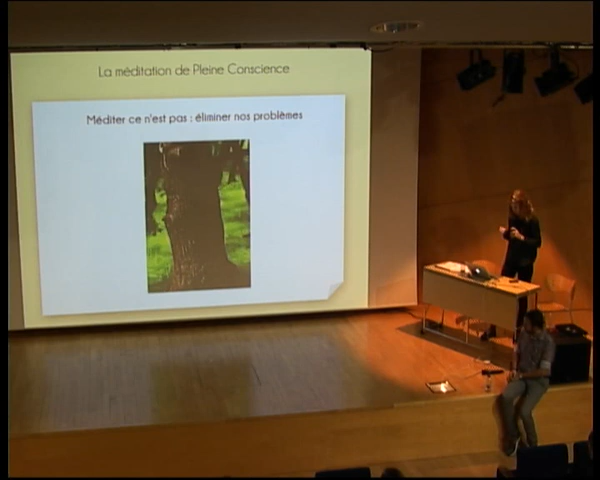 La méditation de Pleine Conscience
Méditer ce n'est pas : éliminer nos problèmes